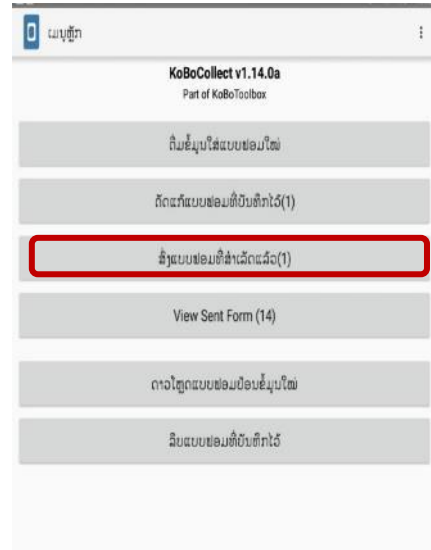 ເມນູຫຼັກ
KoBoCollect v1.14.0a
Part of KoBoToolbox
ຕື່ມຂໍ້ມູນໃສ່ແບບຟອມໃໝ່
ດັດແກ້ແບບຟອມທີ່ບັນທຶກໄວ້(1)
ສົ່ງແບບຟອມທີ່ສຳເລັດແລ້ວ(1)
View Sent Form (14)
ດາວໂຫຼດແບບຟອມປ້ອນຂໍ້ມູນໃໝ່
ລຶບແບບຟອມທີ່ບັນທຶກໄວ້